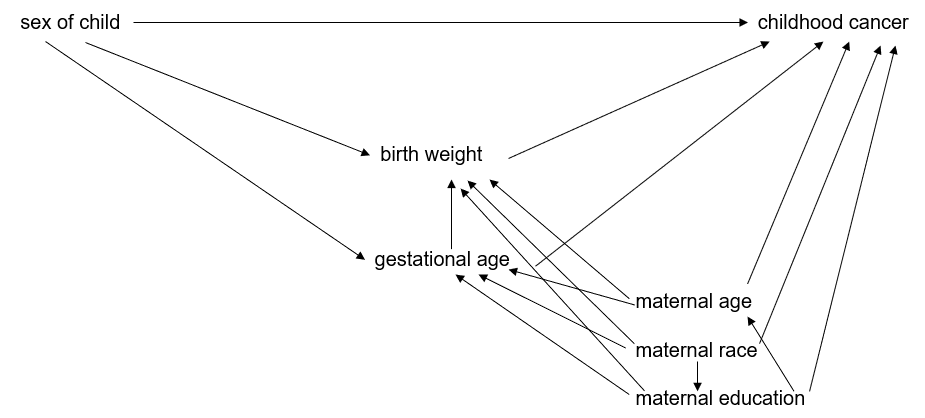 sex of child
childhood cancer
birth weight
gestational age
maternal age
maternal race
maternal education